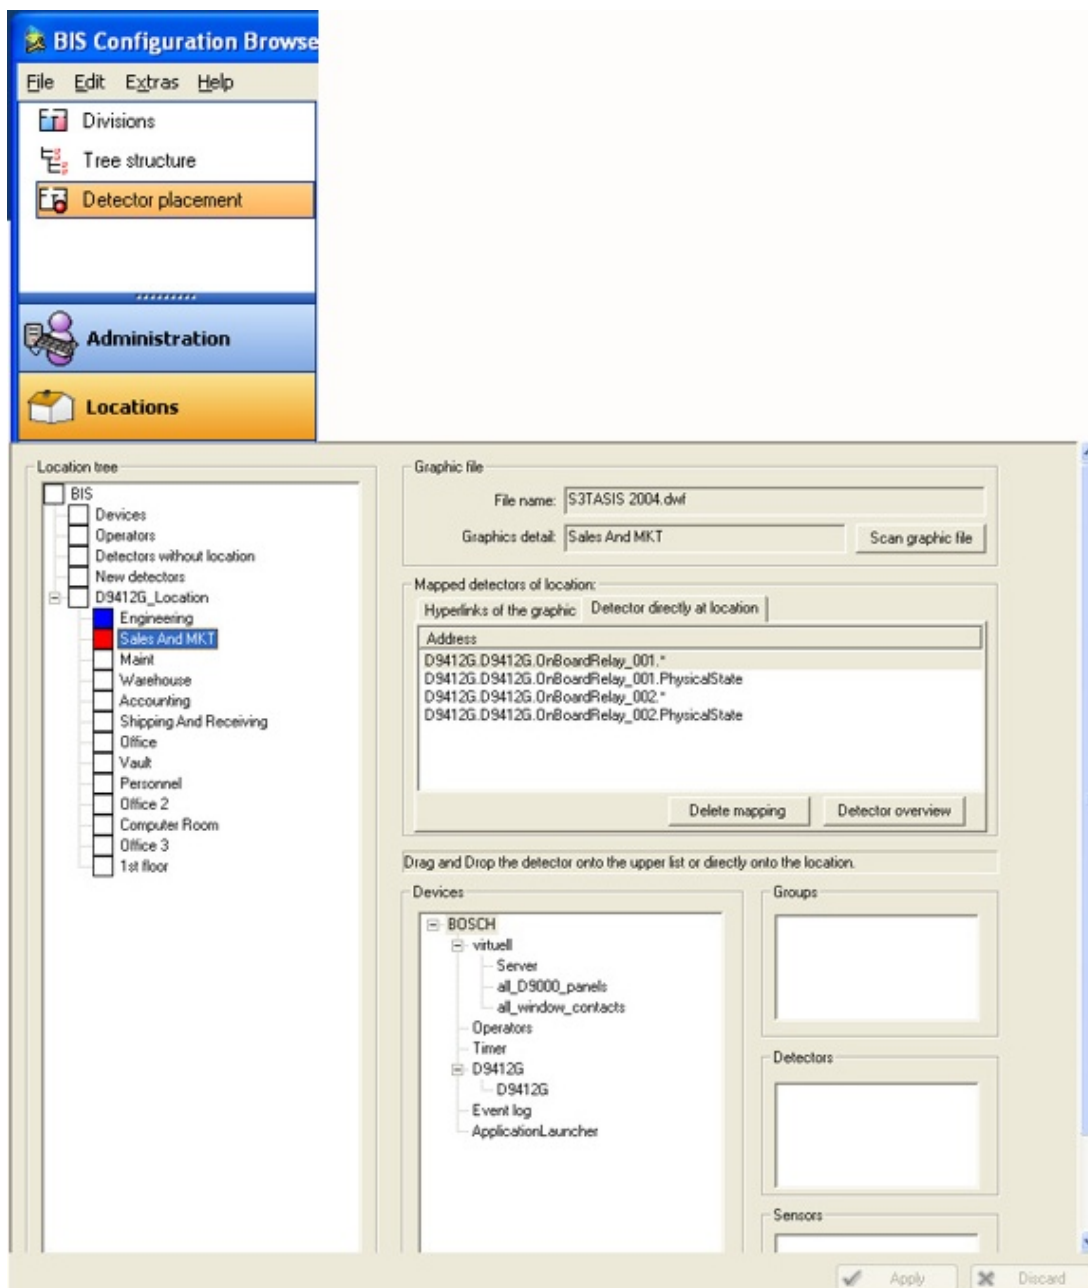 BIS Configuration Browse
File Edit Extras Help
Divisions
Tree structure
Detector placement
Administration
Locations
Location tree
BIS
Devices
Operators
Detectors without location
New detectors
D9412G_Location
Engineering
Sales And MKT
Maint
Warehouse
Accounting
Shipping And Receiving
Office
Vault
Personnel
Office 2
Computer Room
Office 3
1st floor
Graphic file
File name: S3TASIS 2004.dwf
Graphics detail: Sales And MKT Scan graphic file
Mapped detectors of location:
Hyperlinks of the graphic Detector directly at location
Address
D9412G.D9412G.OnBoardRelay_001.*
D9412G.D9412G.OnBoardRelay_001.PhysicalState
D9412G.D9412G.OnBoardRelay_002.*
D9412G.D9412G.OnBoardRelay_002.PhysicalState
Delete mapping Detector overview
Drag and Drop the detector onto the upper list or directly onto the location.
Devices
BOSCH
virtuell
Server
all_D9000_panels
all_window_contacts
Operators
Timer
D9412G
D9412G
Event log
ApplicationLauncher
Groups
Detectors
Sensors
Apply Discard